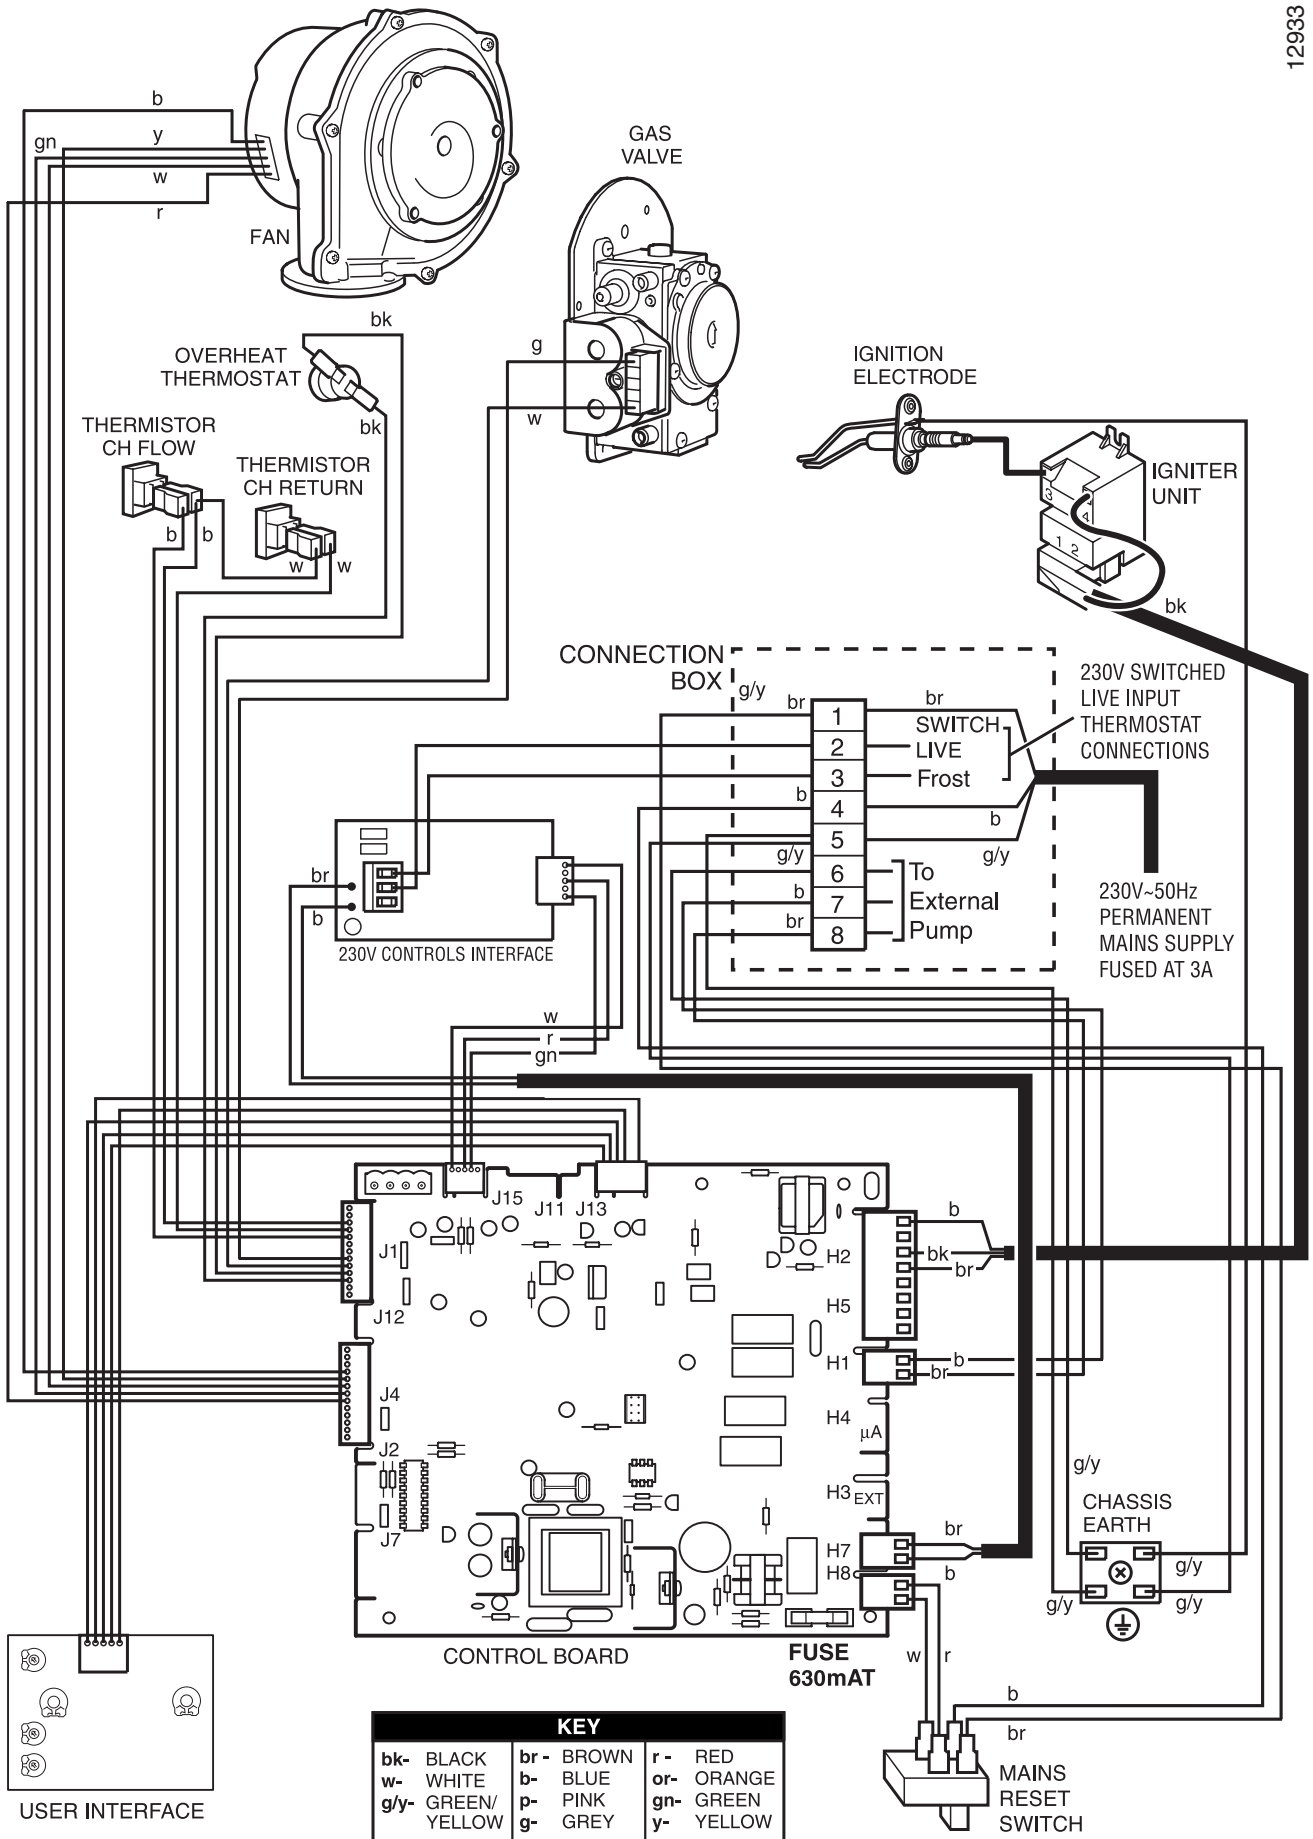 12933
b
gn
y
w
r
FAN
GAS
VALVE
bk
OVERHEAT
THERMOSTAT
bk
g
w
IGNITION
ELECTRODE
THERMISTOR
CH FLOW
THERMISTOR
CH RETURN
b
b
w
w
IGNITER
UNIT
3
4
1 2
bk
CONNECTION
BOX
g/y
br
br
1
SWITCH
2
LIVE
3
Frost
b
4
b
5
g/y
g/y
6
To
b
7
External
br
8
Pump
230V SWITCHED
LIVE INPUT
THERMOSTAT
CONNECTIONS
230V~50Hz
PERMANENT
MAINS SUPPLY
FUSED AT 3A
br
b
230V CONTROLS INTERFACE
w
r
gn
J15
J11
J13
J1
J12
J4
J2
J7
H2
H5
H1
H4
µA
H3
EXT
H7
H8
b
bk
br
b
br
br
b
g/y
CHASSIS
EARTH
g/y
g/y
g/y
CONTROL BOARD
FUSE
630mAT
w
r
b
br
MAINS
RESET
SWITCH
USER INTERFACE
KEY
bk- BLACK
w- WHITE
g/y- GREEN/
YELLOW
br - BROWN
b- BLUE
p- PINK
g- GREY
r - RED
or- ORANGE
gn- GREEN
y- YELLOW